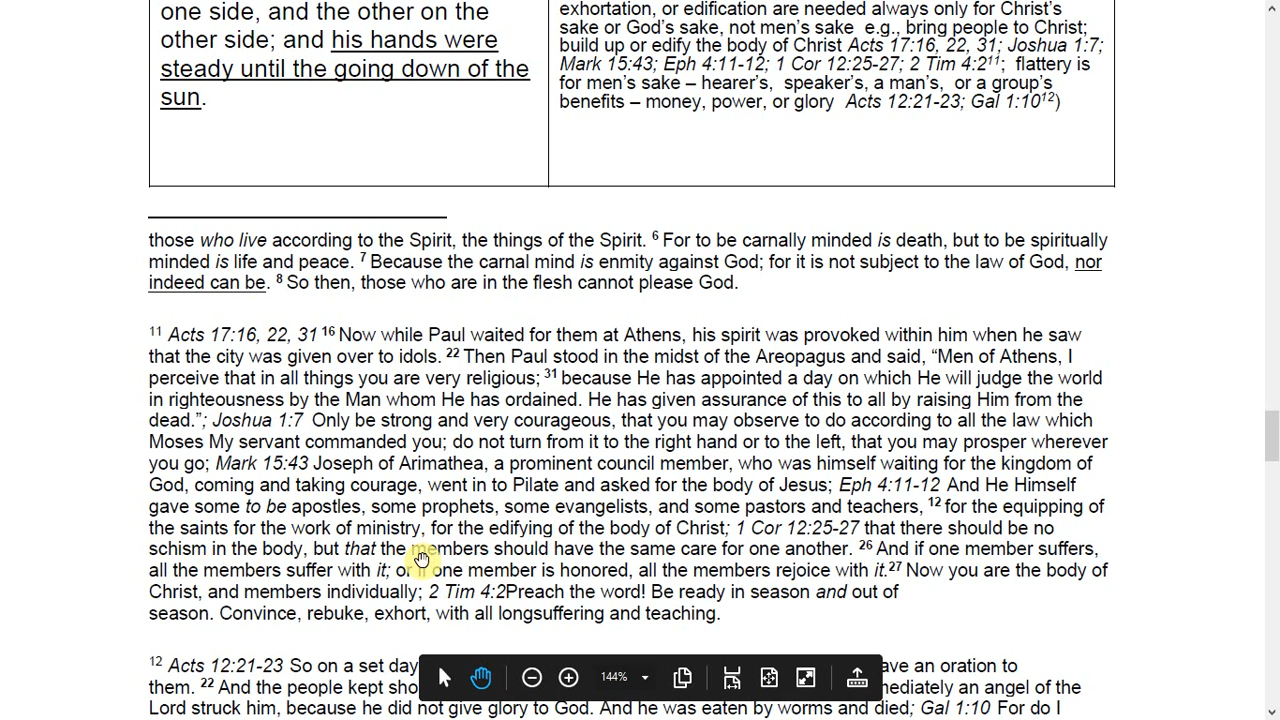 one side, and the other on the
other side; and his hands were
steady until the going down of the
sun.
exhortation, or edification are needed always only for Christ's
sake or God's sake, not men's sake  e.g., bring people to Christ;
build up or edify the body of Christ Acts 17:16, 22, 31; Joshua 1:7;
Mark 15:43; Eph 4:11-12; 1 Cor 12:25-27; 2 Tim 4:2¹¹;  flattery is
for men's sake – hearer's,  speaker's, a man's,  or a group's
benefits – money, power, or glory  Acts 12:21-23; Gal 1:10¹²)
those who live according to the Spirit, the things of the Spirit. ⁶ For to be carnally minded is death, but to be spiritually
minded is life and peace. ⁷ Because the carnal mind is enmity against God; for it is not subject to the law of God, nor
indeed can be. ⁸ So then, those who are in the flesh cannot please God.
¹¹ Acts 17:16, 22, 31 ¹⁶ Now while Paul waited for them at Athens, his spirit was provoked within him when he saw
that the city was given over to idols. ²² Then Paul stood in the midst of the Areopagus and said, “Men of Athens, I
perceive that in all things you are very religious; ³¹ because He has appointed a day on which He will judge the world
in righteousness by the Man whom He has ordained. He has given assurance of this to all by raising Him from the
dead.”; Joshua 1:7  Only be strong and very courageous, that you may observe to do according to all the law which
Moses My servant commanded you; do not turn from it to the right hand or to the left, that you may prosper wherever
you go; Mark 15:43 Joseph of Arimathea, a prominent council member, who was himself waiting for the kingdom of
God, coming and taking courage, went in to Pilate and asked for the body of Jesus; Eph 4:11-12 And He Himself
gave some to be apostles, some prophets, some evangelists, and some pastors and teachers, ¹² for the equipping of
the saints for the work of ministry, for the edifying of the body of Christ; 1 Cor 12:25-27 that there should be no
schism in the body, but that the members should have the same care for one another. ²⁶ And if one member suffers,
all the members suffer with it; or if one member is honored, all the members rejoice with it.²⁷ Now you are the body of
Christ, and members individually; 2 Tim 4:2Preach the word! Be ready in season and out of
season. Convince, rebuke, exhort, with all longsuffering and teaching.
¹² Acts 12:21-23 So on a set day ave an oration to
them. ²² And the people kept sho nediately an angel of the
Lord struck him, because he did not give glory to God. And he was eaten by worms and died; Gal 1:10 For do I
144%